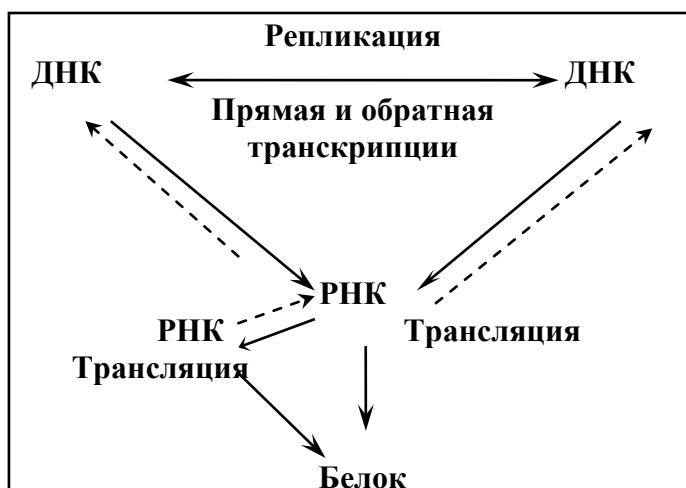 Репликация
ДНК ДНК
Прямая и обратная
транскрипции
РНК
РНК Трансляция
Трансляция
Белок